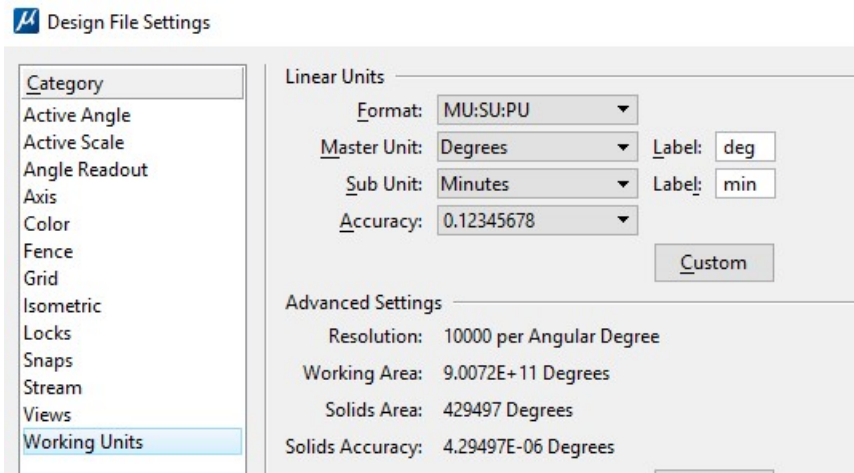 Design File Settings
Category
Active Angle
Active Scale
Angle Readout
Axis
Color
Fence
Grid
Isometric
Locks
Snaps
Stream
Views
Working Units
Linear Units
Format: MU:SU:PU
Master Unit: Degrees Label: deg
Sub Unit: Minutes Label: min
Accuracy: 0.12345678
Custom
Advanced Settings
Resolution: 10000 per Angular Degree
Working Area: 9.0072E+11 Degrees
Solids Area: 429497 Degrees
Solids Accuracy: 4.29497E-06 Degrees